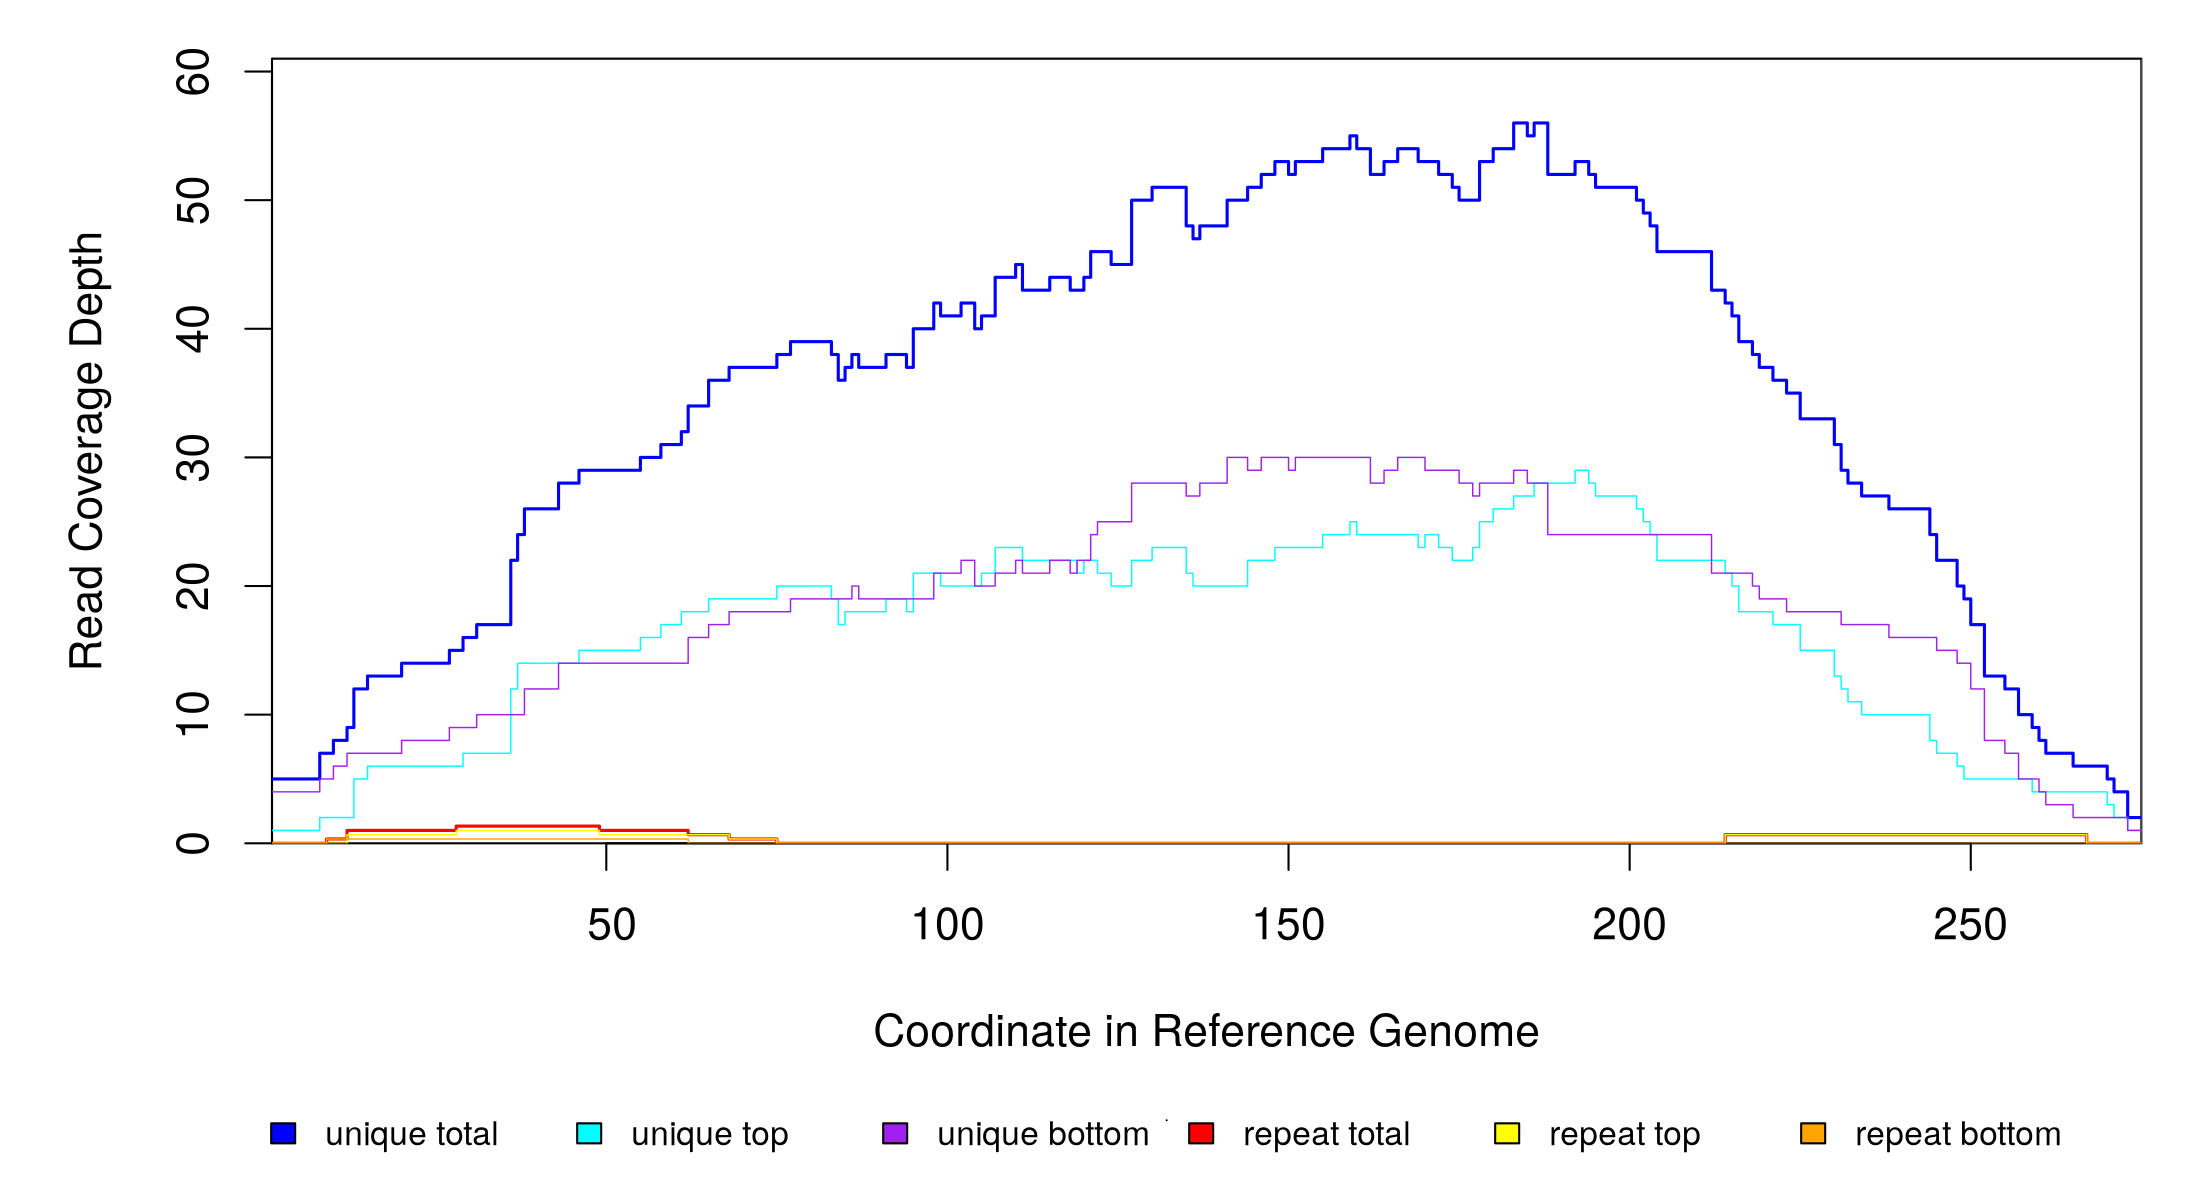 Read Coverage Depth
60
50
40
30
20
10
0
50 100 150 200 250
Coordinate in Reference Genome
unique total unique top unique bottom repeat total repeat top repeat bottom